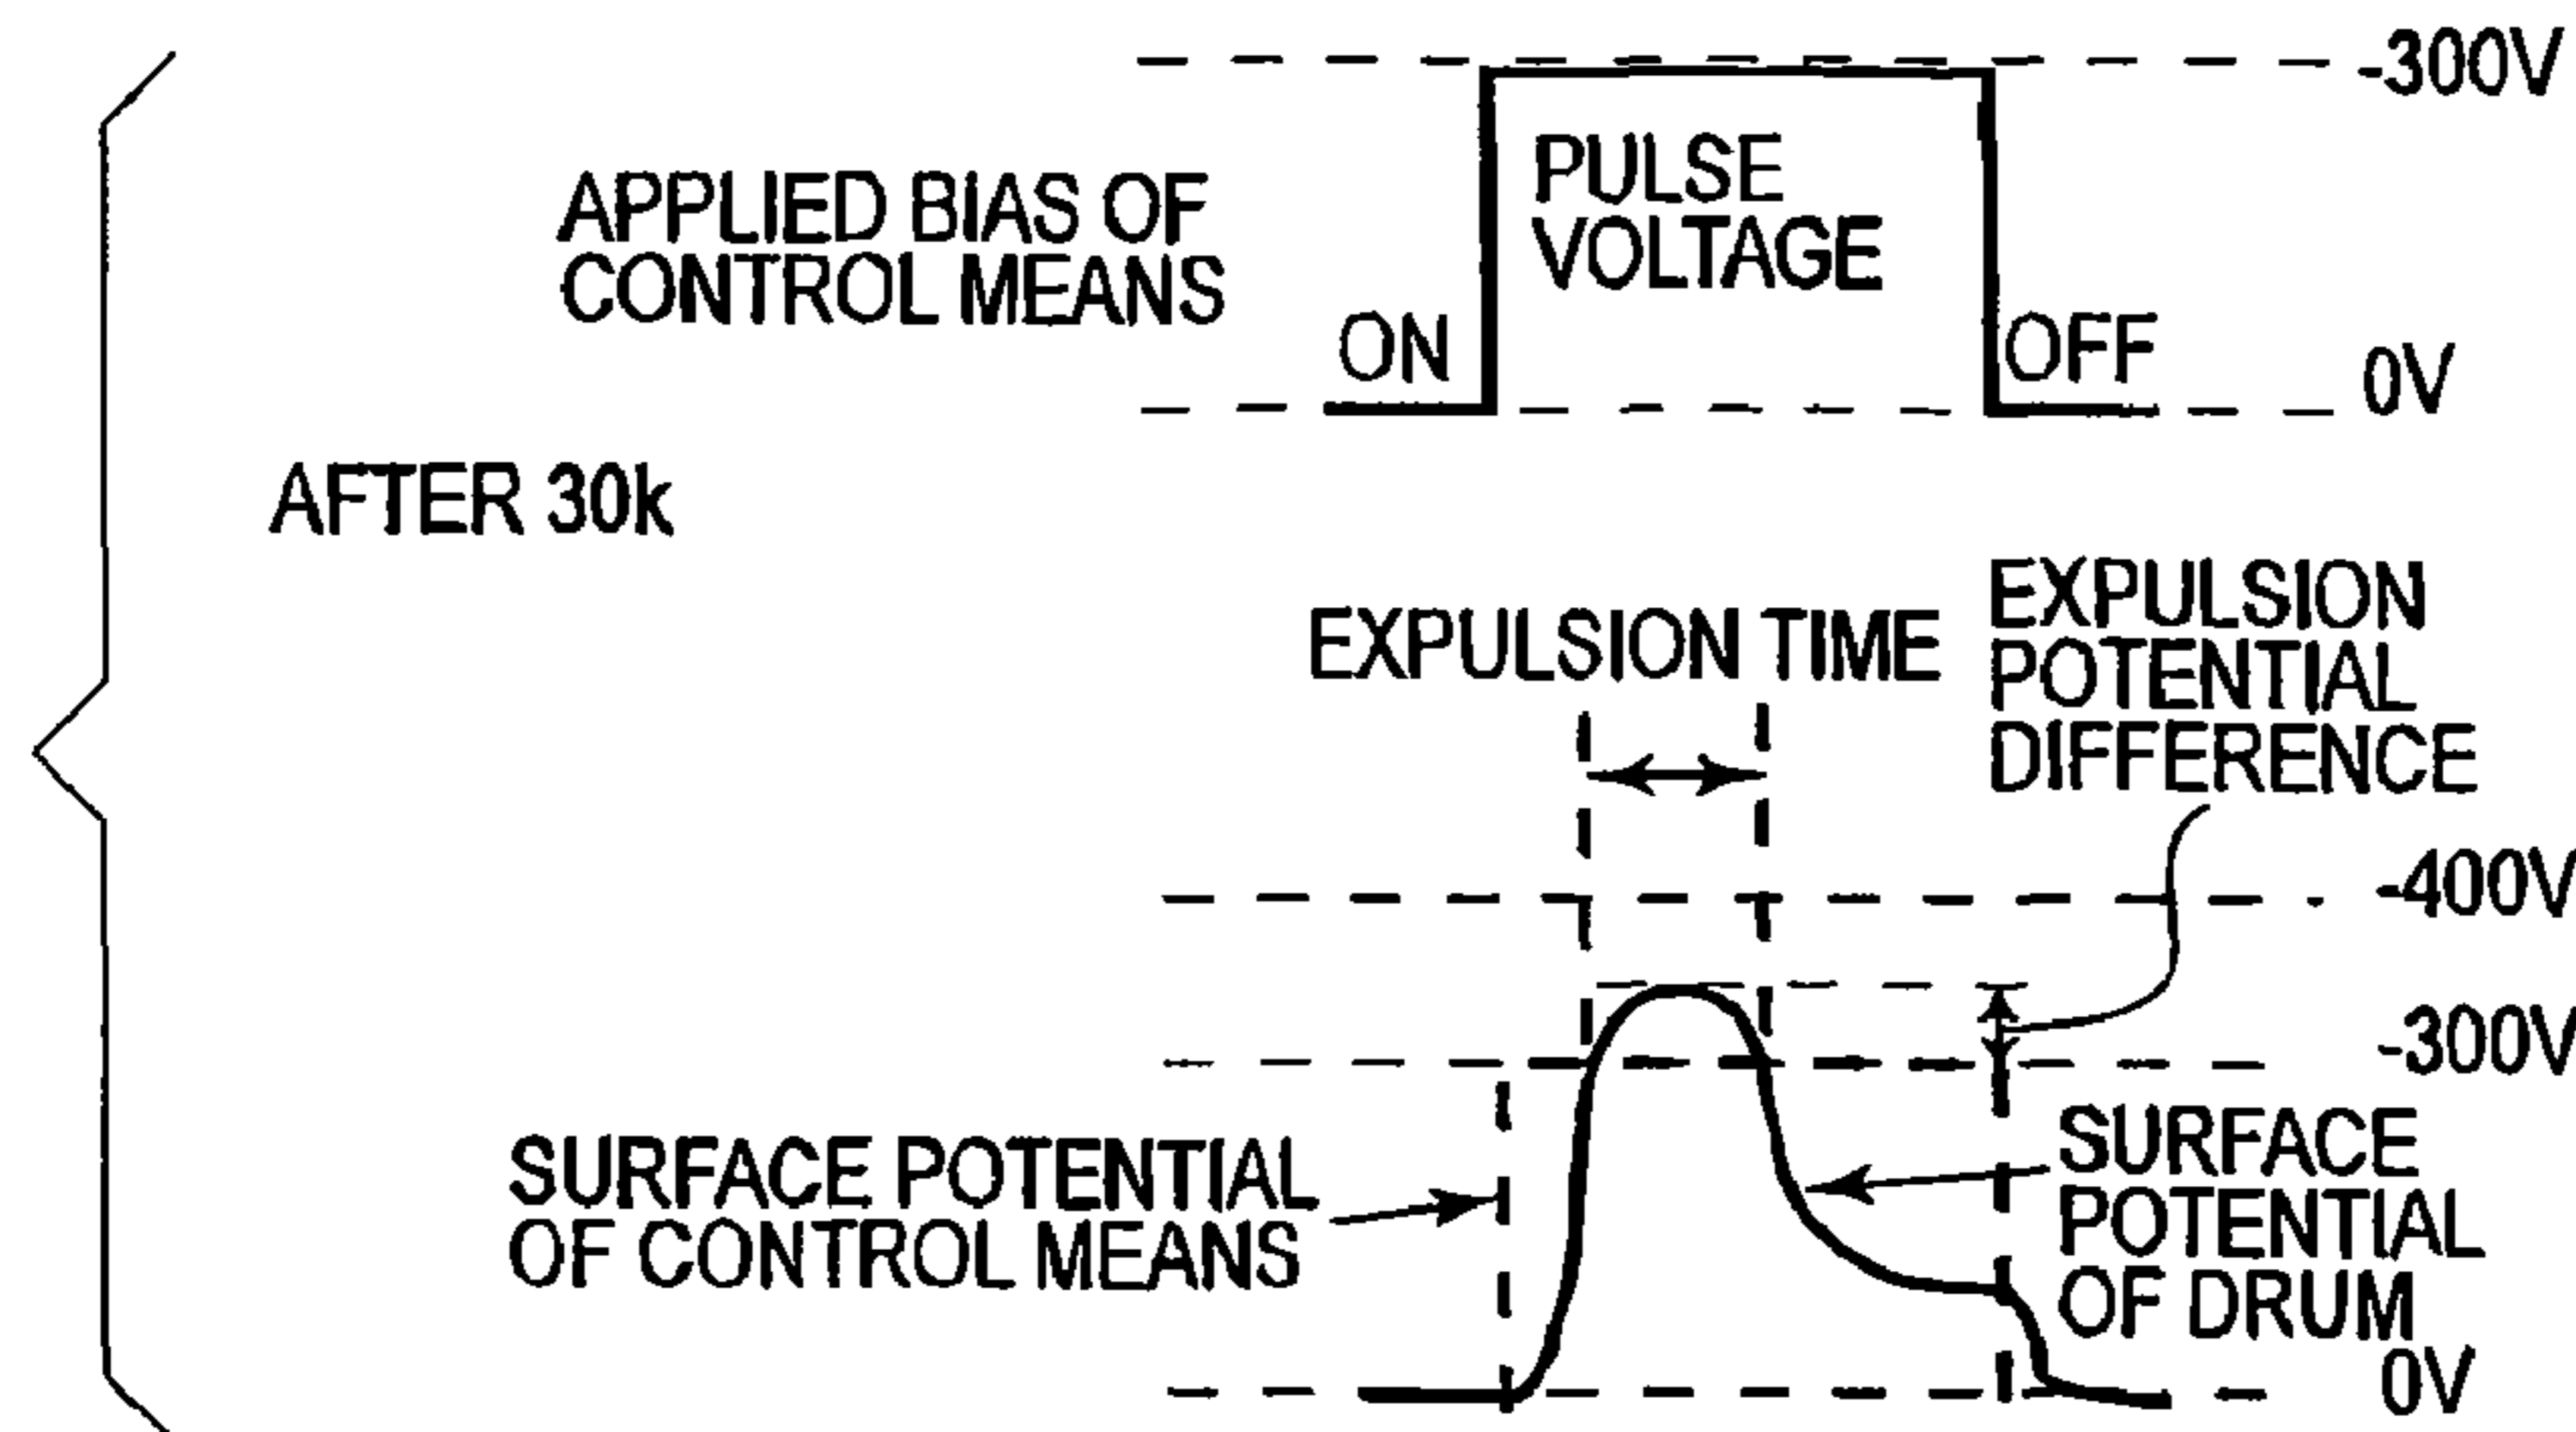 -300V
APPLIED BIAS OF
CONTROL MEANS
PULSE
VOLTAGE
ON
OFF
0V
AFTER 30k
EXPULSION TIME
EXPULSION
POTENTIAL
DIFFERENCE
-400V
-300V
SURFACE POTENTIAL
OF CONTROL MEANS
SURFACE
POTENTIAL
OF DRUM
0V